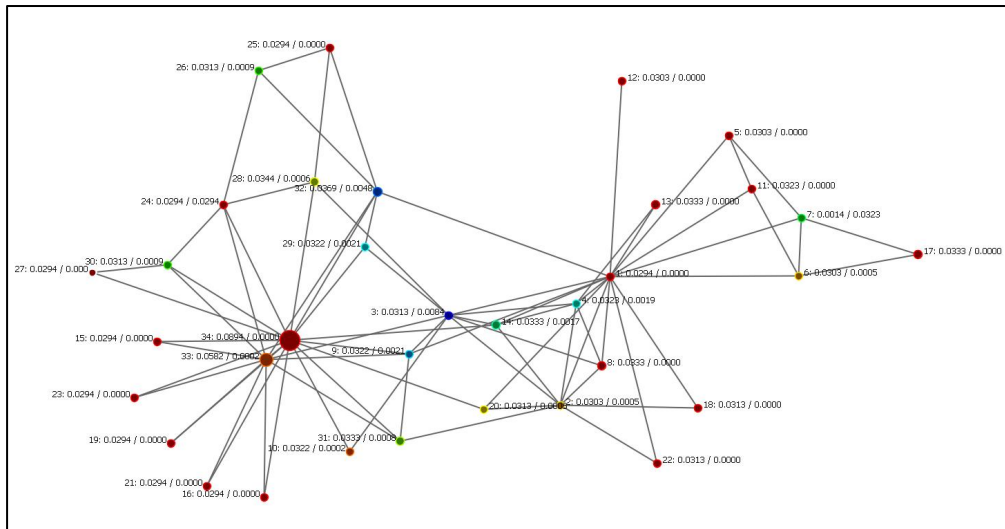 25: 0.0294 / 0.0000
26: 0.0313 / 0.0009
12: 0.0303 / 0.0000
5: 0.0303 / 0.0000
28: 0.0344 / 0.0006
32: 0.0369 / 0.0048
11: 0.0323 / 0.0000
24: 0.0294 / 0.0294
13: 0.0333 / 0.0000
7: 0.0014 / 0.0323
29: 0.0322 / 0.0021
17: 0.0333 / 0.0000
30: 0.0313 / 0.0009
27: 0.0294 / 0.000
1: 0.0294 / 0.0000
6: 0.0303 / 0.0005
4: 0.0323 / 0.0019
3: 0.0313 / 0.0084
14: 0.0333 / 0.0017
15: 0.0294 / 0.0000
34: 0.0894 / 0.0000
9: 0.0322 / 0.0021
33: 0.0582 / 0.0002
8: 0.0333 / 0.0000
23: 0.0294 / 0.0000
20: 0.0313 /
2: 0.0303 / 0.0005
18: 0.0313 / 0.0000
19: 0.0294 / 0.0000
31: 0.0333 / 0.0008
10: 0.0322 / 0.0002
22: 0.0313 / 0.0000
21: 0.0294 / 0.0000
16: 0.0294 / 0.0000